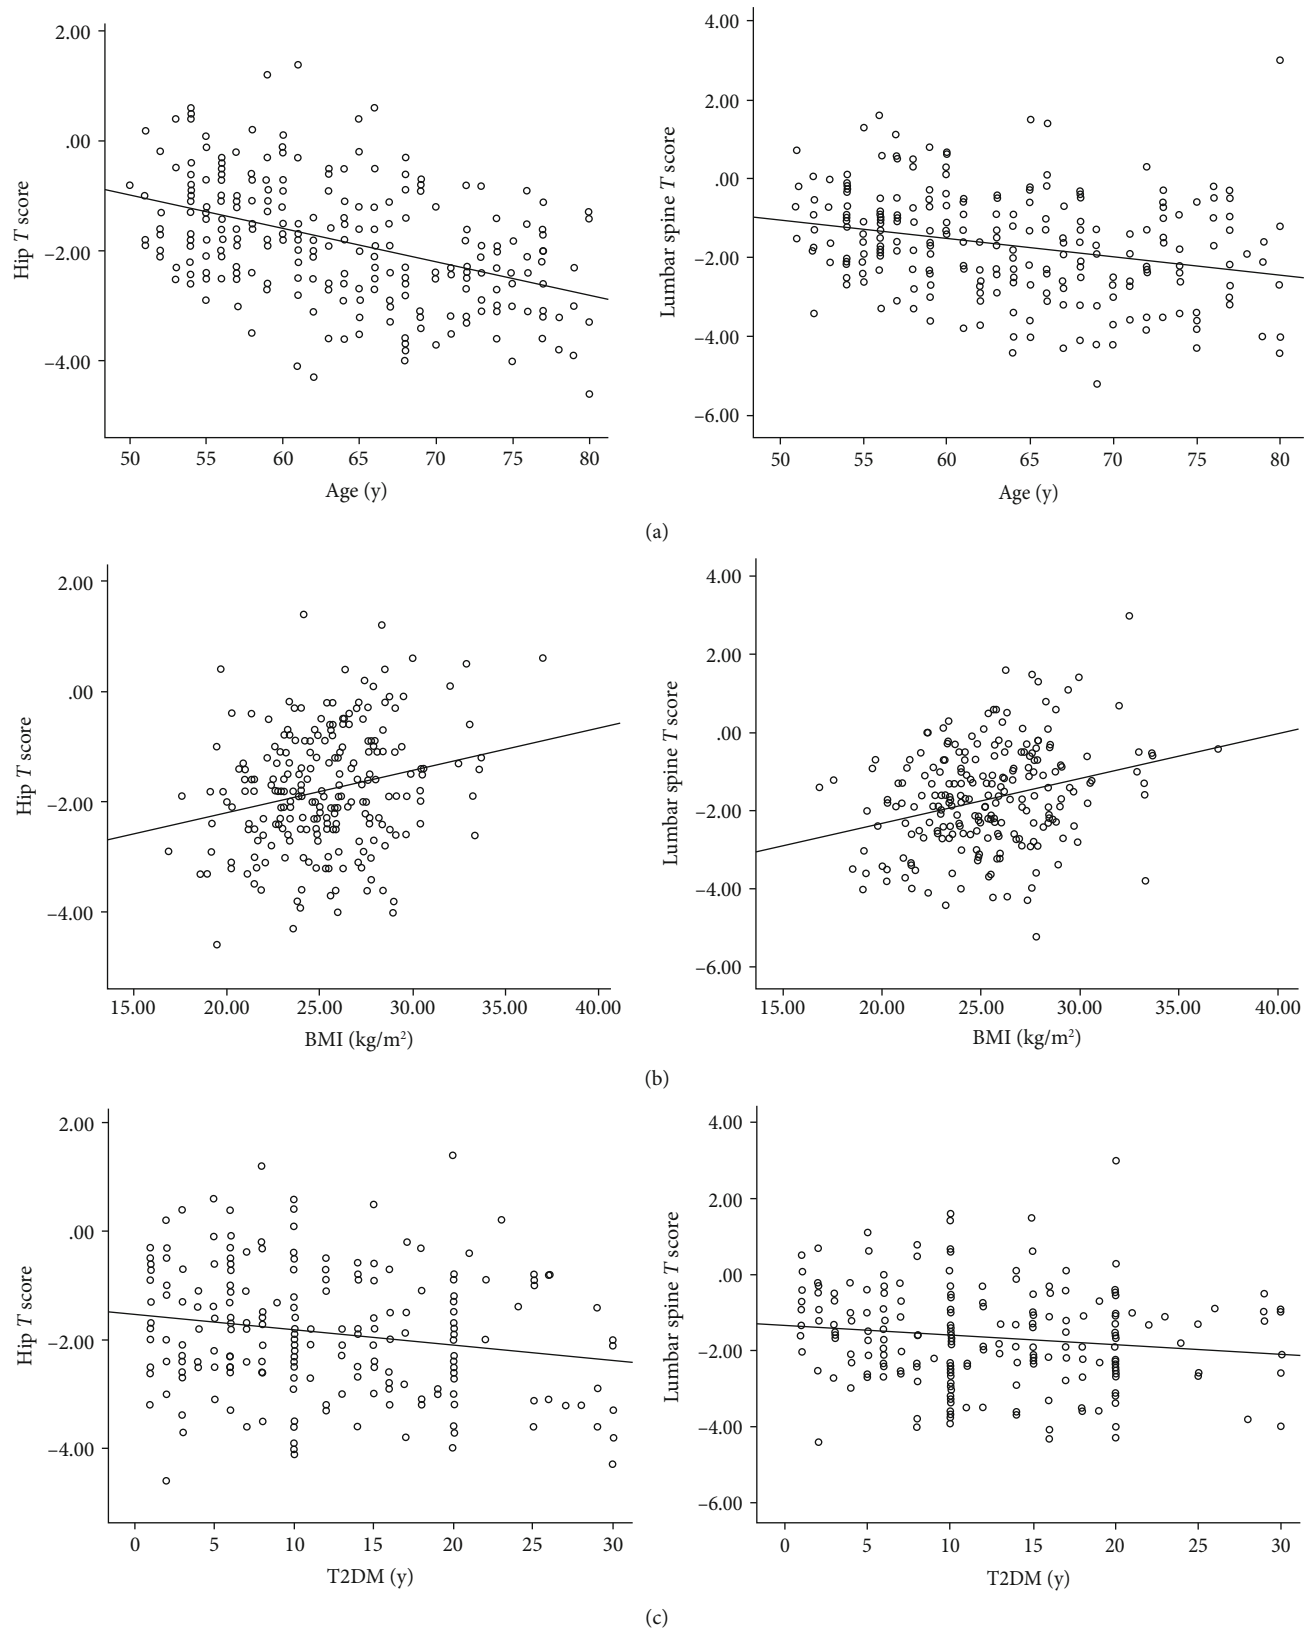 2.00
.00
−2.00
−4.00
Hip T score
50 55 60 65 70 75 80
Age (y)
4.00
2.00
.00
−2.00
−4.00
−6.00
Lumbar spine T score
50 55 60 65 70 75 80
Age (y)
(a)
2.00
.00
−2.00
−4.00
Hip T score
15.00 20.00 25.00 30.00 35.00 40.00
BMI (kg/m²)
4.00
2.00
.00
−2.00
−4.00
−6.00
Lumbar spine T score
15.00 20.00 25.00 30.00 35.00 40.00
BMI (kg/m²)
(b)
2.00
.00
−2.00
−4.00
Hip T score
0 5 10 15 20 25 30
T2DM (y)
4.00
2.00
.00
−2.00
−4.00
−6.00
Lumbar spine T score
0 5 10 15 20 25 30
T2DM (y)
(c)